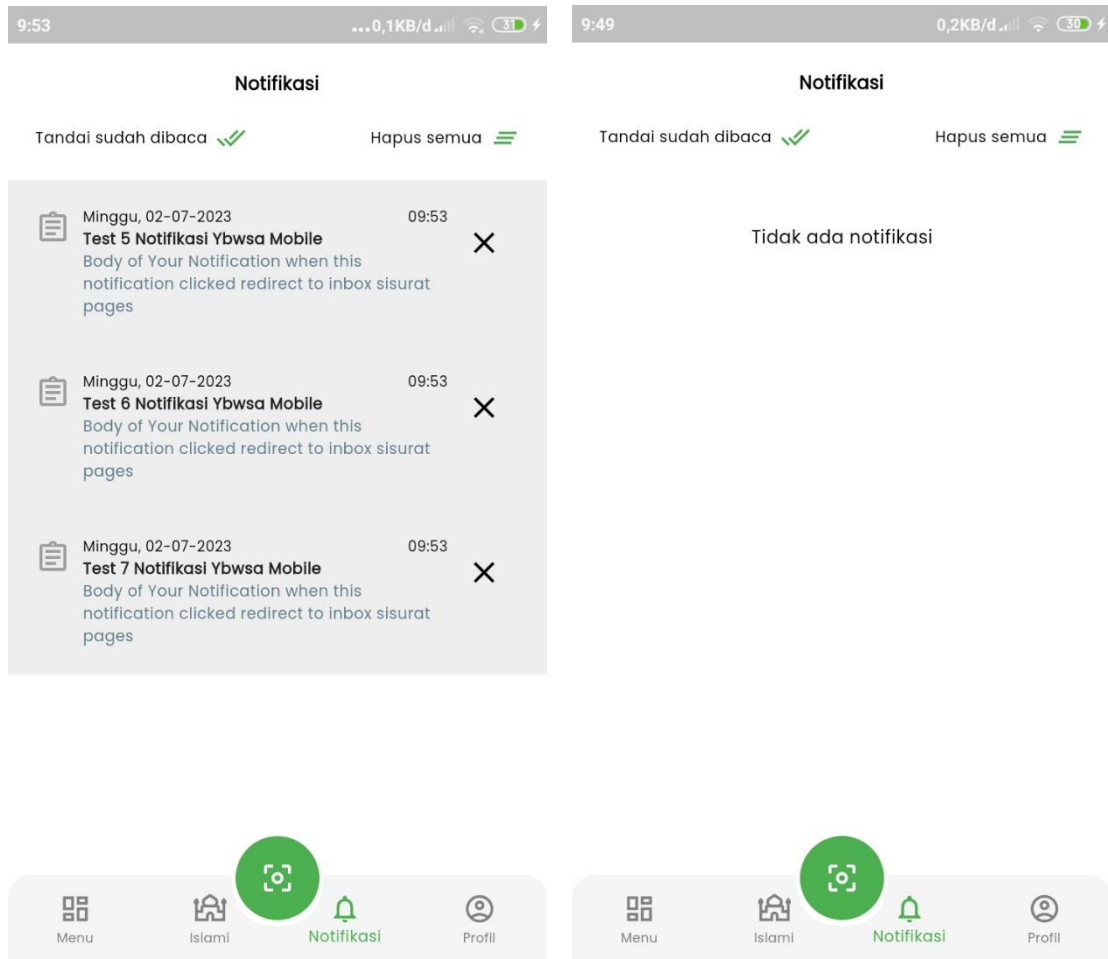 9:53
...0,1KB/d 31
Notifikasi
Tandai sudah dibaca Hapus semua
Minggu, 02-07-2023 09:53
Test 5 Notifikasi Ybwsa Mobile
Body of Your Notification when this
notification clicked redirect to inbox sisurat
pages
Minggu, 02-07-2023 09:53
Test 6 Notifikasi Ybwsa Mobile
Body of Your Notification when this
notification clicked redirect to inbox sisurat
pages
Minggu, 02-07-2023 09:53
Test 7 Notifikasi Ybwsa Mobile
Body of Your Notification when this
notification clicked redirect to inbox sisurat
pages
Menu Islami Notifikasi Profil
9:49
0,2KB/d 30
Notifikasi
Tandai sudah dibaca Hapus semua
Tidak ada notifikasi
Menu Islami Notifikasi Profil